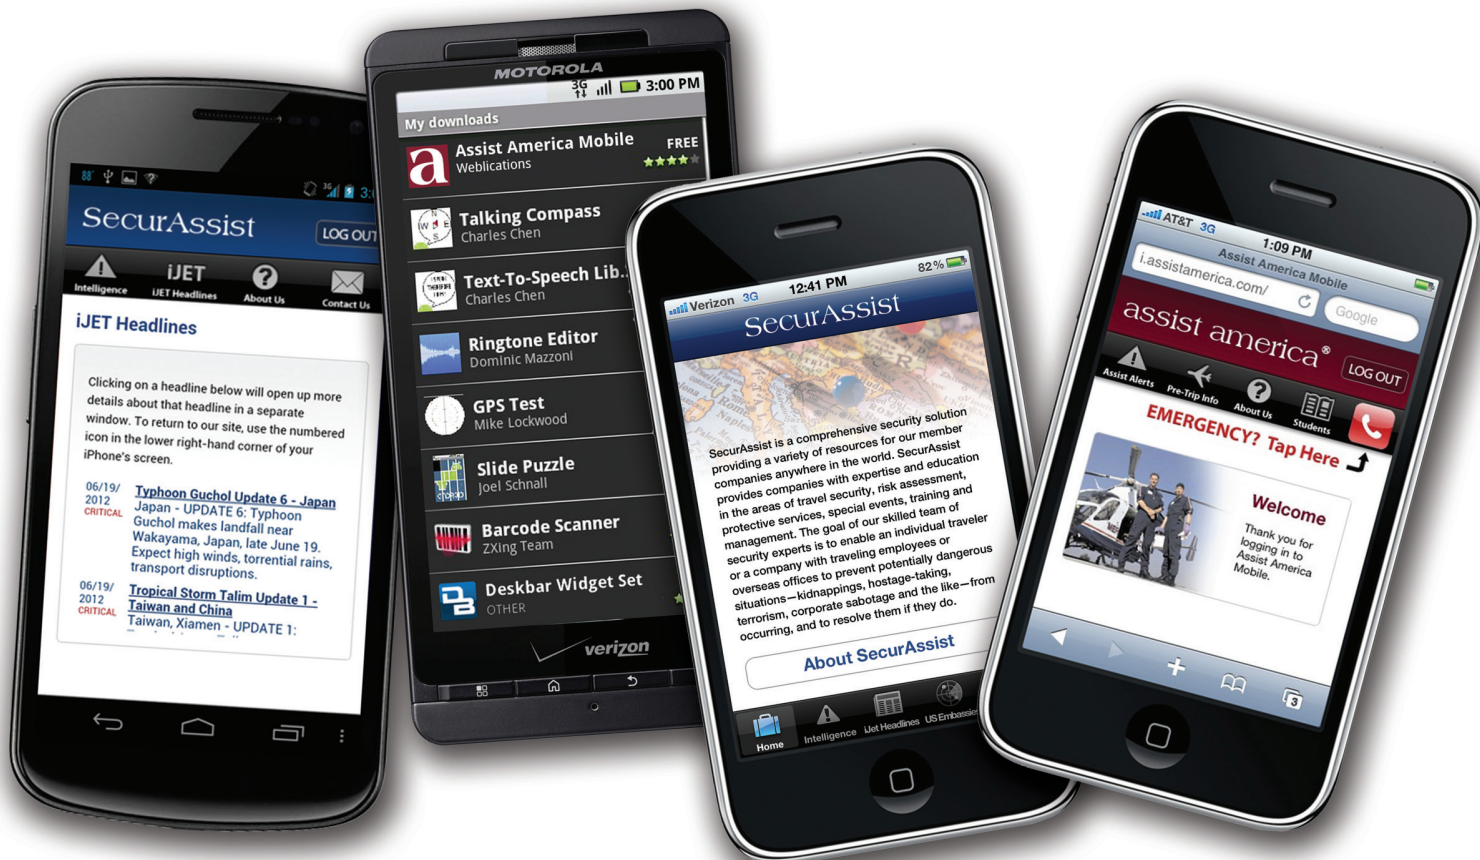 88°
3G
3:0
SecurAssist
LOG OUT
Intelligence
iJET
iJET Headlines
?
About Us
Contact Us
iJET Headlines
Clicking on a headline below will open up more
details about that headline in a separate
window. To return to our site, use the numbered
icon in the lower right-hand corner of your
iPhone's screen.
06/19/
2012
CRITICAL
Typhoon Guchol Update 6 - Japan
Japan - UPDATE 6: Typhoon
Guchol makes landfall near
Wakayama, Japan, late June 19.
Expect high winds, torrential rains,
transport disruptions.
06/19/
2012
CRITICAL
Tropical Storm Talim Update 1 -
Taiwan and China
Taiwan, Xiamen - UPDATE 1:
MOTOROLA
3G
3:00 PM
My downloads
a
Assist America Mobile
FREE
Weblications
N
W E
S
Talking Compass
Charles Chen
Text-To-Speech Lib..
Charles Chen
Ringtone Editor
Dominic Mazzoni
GPS Test
Mike Lockwood
Slide Puzzle
Joel Schnall
Barcode Scanner
ZXing Team
Deskbar Widget Set
OTHER
verizon
Verizon 3G
12:41 PM
82%
SecurAssist
SecurAssist is a comprehensive security solution
providing a variety of resources for our member
companies anywhere in the world. SecurAssist
provides companies with expertise and education
in the areas of travel security, risk assessment,
protective services, special events, training and
management. The goal of our skilled team of
security experts is to enable an individual traveler
or a company with traveling employees or
overseas offices to prevent potentially dangerous
situations—kidnappings, hostage-taking,
terrorism, corporate sabotage and the like—from
occurring, and to resolve them if they do.
About SecurAssist
Home
Intelligence
iJet Headlines
US Embassies
AT&T 3G
1:09 PM
Assist America Mobile
i.assistamerica.com/
Google
assist america®
LOG OUT
Assist Alerts
Pre-Trip Info
?
About Us
Students
EMERGENCY? Tap Here
Welcome
Thank you for
logging in to
Assist America
Mobile.
3